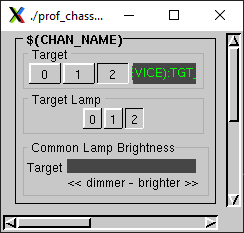 ./prof_chass
$(CHAN_NAME)
Target
0 1 2 (VICE):TGT_
Target Lamp
0 1 2
Common Lamp Brightness
Target
<< dimmer - brighter >>